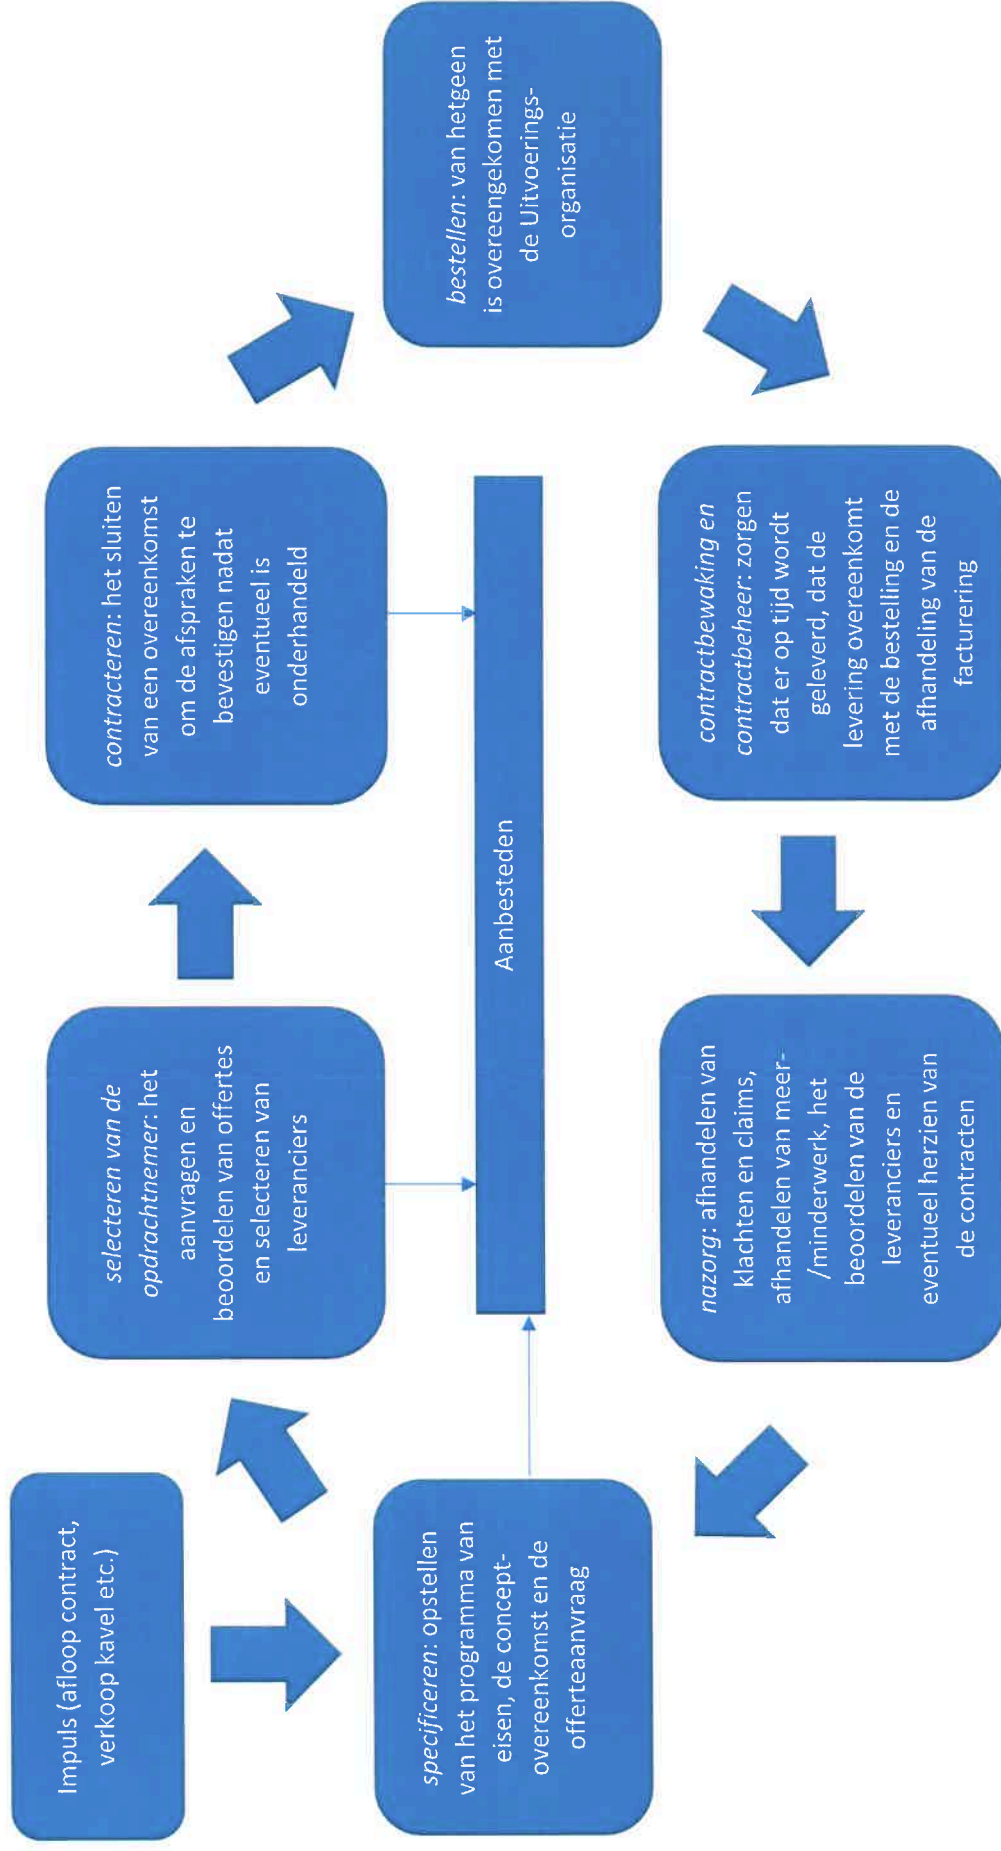 Impuls (afloop contract,
verkoop kavel etc.)
specificeren: opstellen
van het programma van
eisen, de concept-
overeenkomst en de
offerteaanvraag
selecteren van de
opdrachtnemer: het
aanvragen en
beoordelen van offertes
en selecteren van
leveranciers
contracteren: het sluiten
van een overeenkomst
om de afspraken te
bevestigen nadat
eventueel is
onderhandeld
bestellen: van hetgeen
is overeengekomen met
de Uitvoerings-
organisatie
Aanbesteden
contractbewaking en
contractbeheer: zorgen
dat er op tijd wordt
geleverd, dat de
levering overeenkomt
met de bestelling en de
afhandeling van de
facturering
nazorg: afhandelen van
klachten en claims,
afhandelen van meer-
/minderwerk, het
beoordelen van de
leveranciers en
eventueel herzien van
de contracten